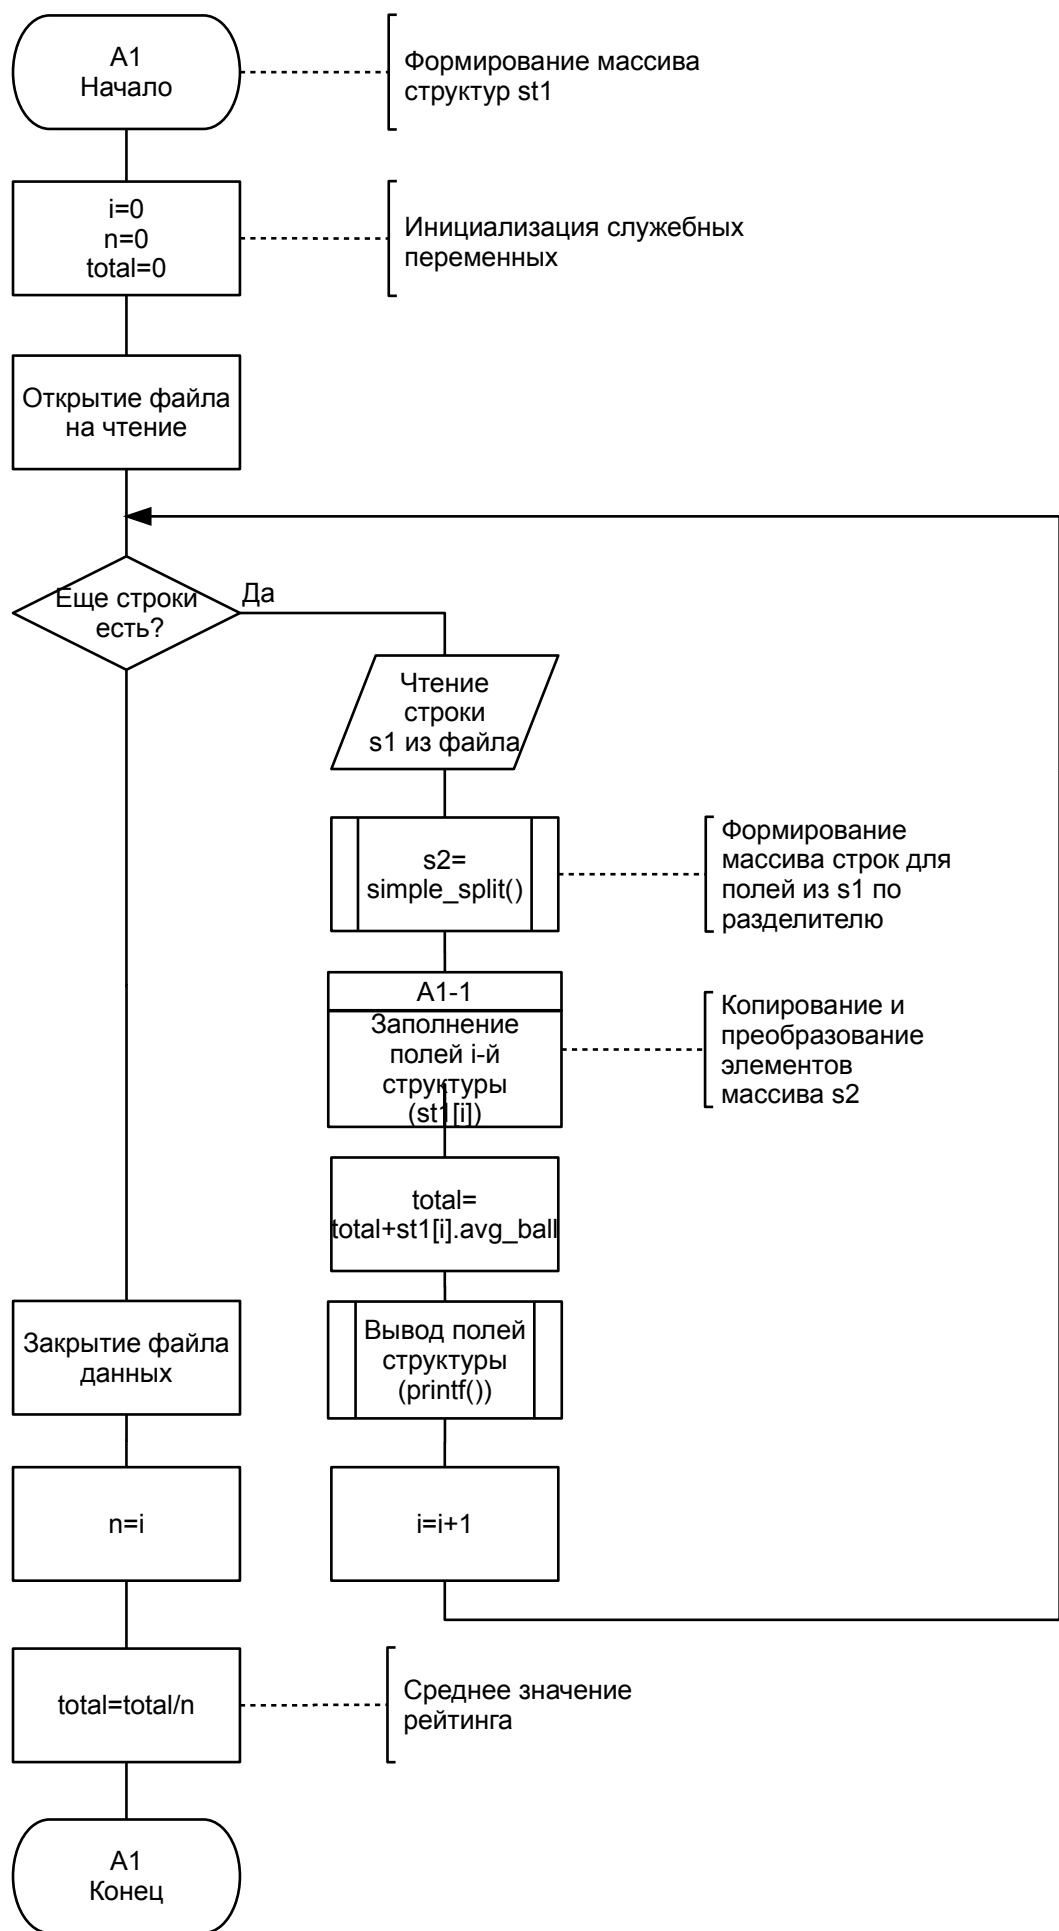 A1
Начало
Формирование массива
структур st1
i=0
n=0
total=0
Инициализация служебных
переменных
Открытие файла
на чтение
Еще строки
есть?
Да
Чтение
строки
s1 из файла
s2=
simple_split()
Формирование
массива строк для
полей из s1 по
разделителю
A1-1
Заполнение
полей i-й
структуры
(st1[i])
Копирование и
преобразование
элементов
массива s2
total=
total+st1[i].avg_ball
Вывод полей
структуры
(printf())
Закрытие файла
данных
n=i
i=i+1
total=total/n
Среднее значение
рейтинга
A1
Конец